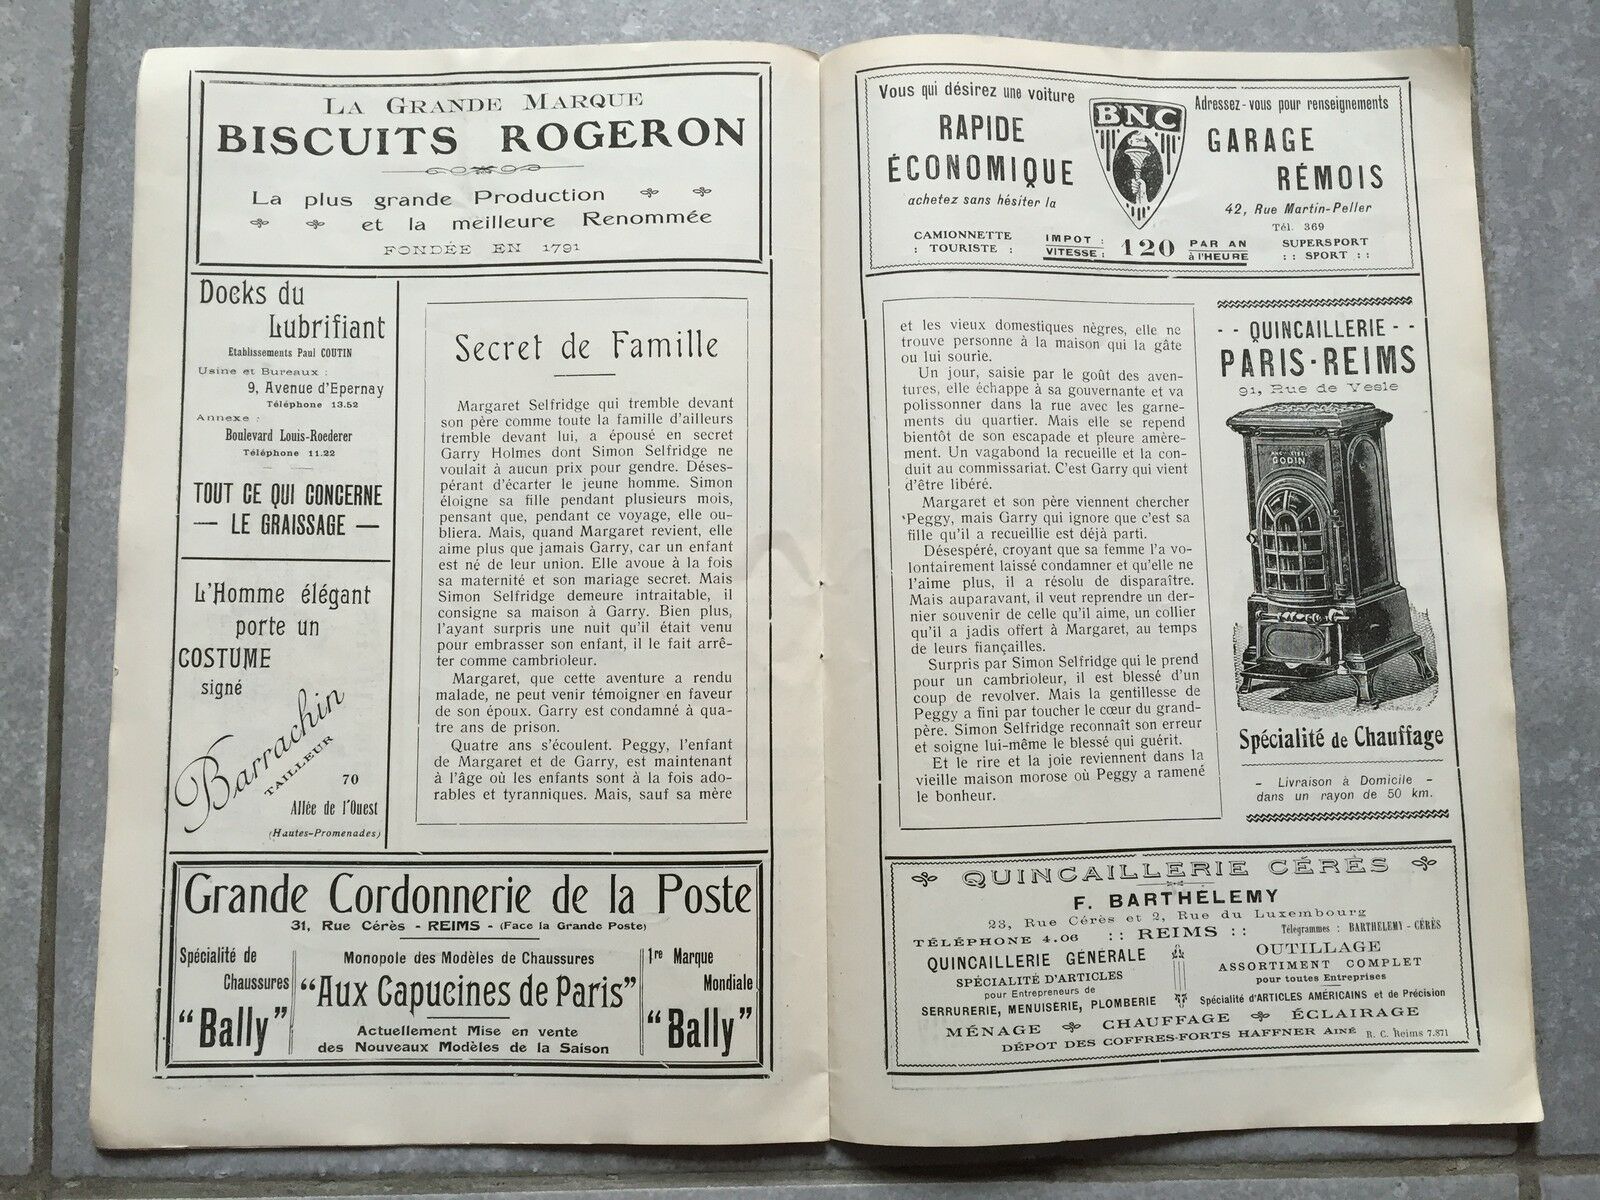 LA GRANDE MARQUE
BISCUITS ROGERON
La plus grande Production
et la meilleure Renommée
FONDÉE EN 1791
Docks du
Lubrifiant
Etablissements Paul COUTIN
Usine et Bureaux :
9, Avenue d'Epernay
Téléphone 13.52
Annexe :
Boulevard Louis-Roederer
Téléphone 11.22
TOUT CE QUI CONCERNE
— LE GRAISSAGE —
L'Homme élégant
porte un
COSTUME
signé
Barrachin
TAILLEUR
70
Allée de l'Ouest
(Hautes-Promenades)
Secret de Famille
Margaret Selfridge qui tremble devant
son père comme toute la famille d'ailleurs
tremble devant lui, a épousé en secret
Garry Holmes dont Simon Selfridge ne
voulait à aucun prix pour gendre. Déses-
pérant d'écarter le jeune homme. Simon
éloigne sa fille pendant plusieurs mois,
pensant que, pendant ce voyage, elle ou-
bliera. Mais, quand Margaret revient, elle
aime plus que jamais Garry, car un enfant
est né de leur union. Elle avoue à la fois
sa maternité et son mariage secret. Mais
Simon Selfridge demeure intraitable, il
consigne sa maison à Garry. Bien plus,
l'ayant surpris une nuit qu'il était venu
pour embrasser son enfant, il le fait arrê-
ter comme cambrioleur.
Margaret, que cette aventure a rendu
malade, ne peut venir témoigner en faveur
de son époux. Garry est condamné à qua-
tre ans de prison.
Quatre ans s'écoulent. Peggy, l'enfant
de Margaret et de Garry, est maintenant
à l'âge où les enfants sont à la fois ado-
rables et tyranniques. Mais, sauf sa mère
Grande Cordonnerie de la Poste
31, Rue Cérès - REIMS - (Face la Grande Poste)
Spécialité de
Chaussures
"Bally"
Monopole des Modèles de Chaussures
"Aux Capucines de Paris"
Actuellement Mise en vente
des Nouveaux Modèles de la Saison
1re Marque
Mondiale
"Bally"
Vous qui désirez une voiture
RAPIDE
ÉCONOMIQUE
achetez sans hésiter la
BNC
Adressez-vous pour renseignements
GARAGE
RÉMOIS
42, Rue Martin-Peller
Tél. 369
CAMIONNETTE
: TOURISTE :
IMPOT :
VITESSE :
120
PAR AN
à l'HEURE
SUPERSPORT
: : SPORT : :
et les vieux domestiques nègres, elle ne
trouve personne à la maison qui la gâte
ou lui sourie.
Un jour, saisie par le goût des aven-
tures, elle échappe à sa gouvernante et va
polissonner dans la rue avec les garne-
ments du quartier. Mais elle se repend
bientôt de son escapade et pleure amère-
ment. Un vagabond la recueille et la con-
duit au commissariat. C'est Garry qui vient
d'être libéré.
Margaret et son père viennent chercher
Peggy, mais Garry qui ignore que c'est sa
fille qu'il a recueillie est déjà parti.
Désespéré, croyant que sa femme l'a vo-
lontairement laissé condamner et qu'elle ne
l'aime plus, il a résolu de disparaître.
Mais auparavant, il veut reprendre un der-
nier souvenir de celle qu'il aime, un collier
qu'il a jadis offert à Margaret, au temps
de leurs fiançailles.
Surpris par Simon Selfridge qui le prend
pour un cambrioleur, il est blessé d'un
coup de revolver. Mais la gentillesse de
Peggy a fini par toucher le cœur du grand-
père. Simon Selfridge reconnaît son erreur
et soigne lui-même le blessé qui guérit.
Et le rire et la joie reviennent dans la
vieille maison morose où Peggy a ramené
le bonheur.
- - QUINCAILLERIE - -
PARIS-REIMS
91, Rue de Vesle
GODIN
Spécialité de Chauffage
- Livraison à Domicile -
dans un rayon de 50 km.
QUINCAILLERIE CÉRÈS
F. BARTHÉLEMY
23, Rue Cérès et 2, Rue du Luxembourg
TÉLÉPHONE 4.06 :: REIMS :: Télegrammes : BARTHELEMY - CÉRÈS
QUINCAILLERIE GÉNÉRALE
SPÉCIALITÉ D'ARTICLES
pour Entrepreneurs de
SERRURERIE, MENUISERIE, PLOMBERIE
OUTILLAGE
ASSORTIMENT COMPLET
pour toutes Entreprises
Spécialité d'ARTICLES AMÉRICAINS et de Précision
MÉNAGE CHAUFFAGE ÉCLAIRAGE
DÉPOT DES COFFRES-FORTS HAFFNER AINÉ R. C. Reims 7.871